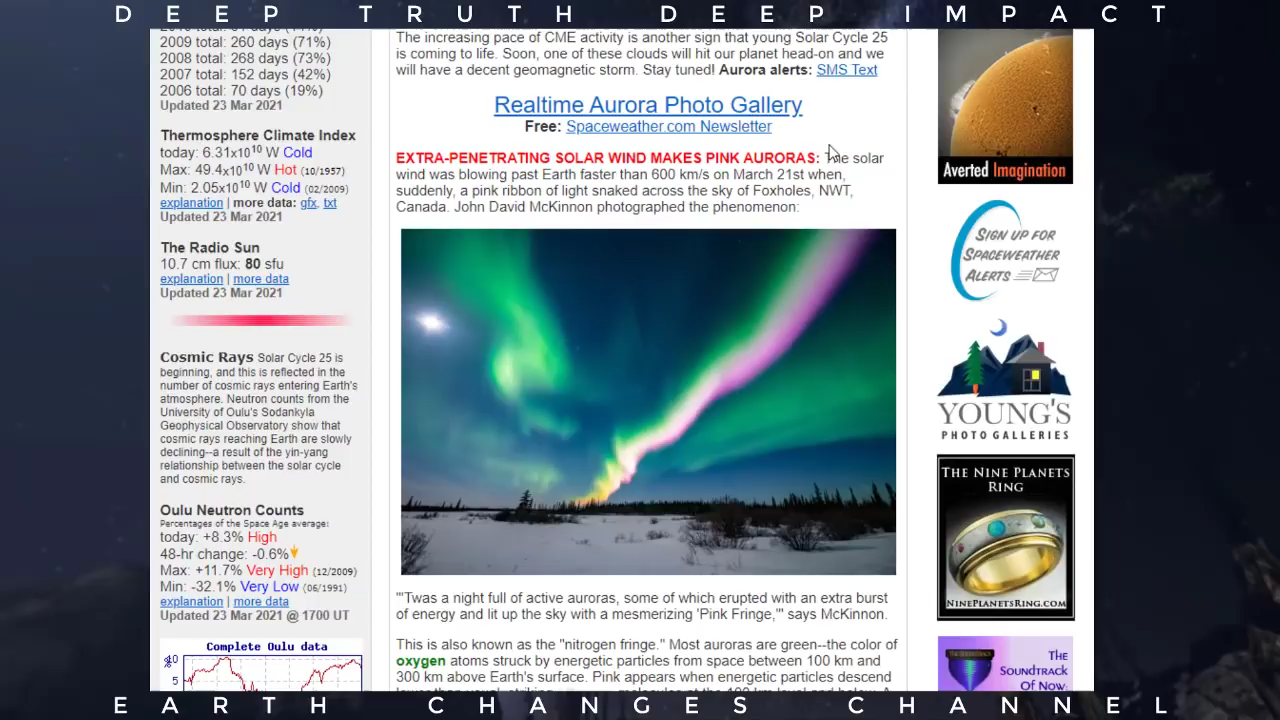 DEEP TRUTH DEEP IMPACT
2009 total: 260 days (71%)
2008 total: 268 days (73%)
2007 total: 152 days (42%)
2006 total: 70 days (19%)
Updated 23 Mar 2021
Thermosphere Climate Index
today: 6.31x10^10 W Cold
Max: 49.4x10^10 W Hot (10/1957)
Min: 2.05x10^10 W Cold (02/2009)
explanation | more data: gfx, txt
Updated 23 Mar 2021
The Radio Sun
10.7 cm flux: 80 sfu
explanation | more data
Updated 23 Mar 2021
Cosmic Rays Solar Cycle 25 is
beginning, and this is reflected in the
number of cosmic rays entering Earth's
atmosphere. Neutron counts from the
University of Oulu's Sodankyla
Geophysical Observatory show that
cosmic rays reaching Earth are slowly
declining--a result of the yin-yang
relationship between the solar cycle
and cosmic rays.
Oulu Neutron Counts
Percentages of the Space Age average:
today: +8.3% High
48-hr change: -0.6%
Max: +11.7% Very High (12/2009)
Min: -32.1% Very Low (06/1991)
explanation | more data
Updated 23 Mar 2021 @ 1700 UT
Complete Oulu data
%
10
5
The increasing pace of CME activity is another sign that young Solar Cycle 25
is coming to life. Soon, one of these clouds will hit our planet head-on and we
will have a decent geomagnetic storm. Stay tuned! Aurora alerts: SMS Text
Realtime Aurora Photo Gallery
Free: Spaceweather.com Newsletter
EXTRA-PENETRATING SOLAR WIND MAKES PINK AURORAS: The solar
wind was blowing past Earth faster than 600 km/s on March 21st when,
suddenly, a pink ribbon of light snaked across the sky of Foxholes, NWT,
Canada. John David McKinnon photographed the phenomenon:
"'Twas a night full of active auroras, some of which erupted with an extra burst
of energy and lit up the sky with a mesmerizing 'Pink Fringe,'" says McKinnon.
This is also known as the "nitrogen fringe." Most auroras are green--the color of
oxygen atoms struck by energetic particles from space between 100 km and
300 km above Earth's surface. Pink appears when energetic particles descend
Averted Imagination
SIGN UP FOR
SPACEWEATHER
ALERTS
YOUNG'S
PHOTO GALLERIES
THE NINE PLANETS
RING
NINEPLANETSRING.COM
THE
SOUNDTRACK
OF NOW:
EARTH CHANGES CHANNEL